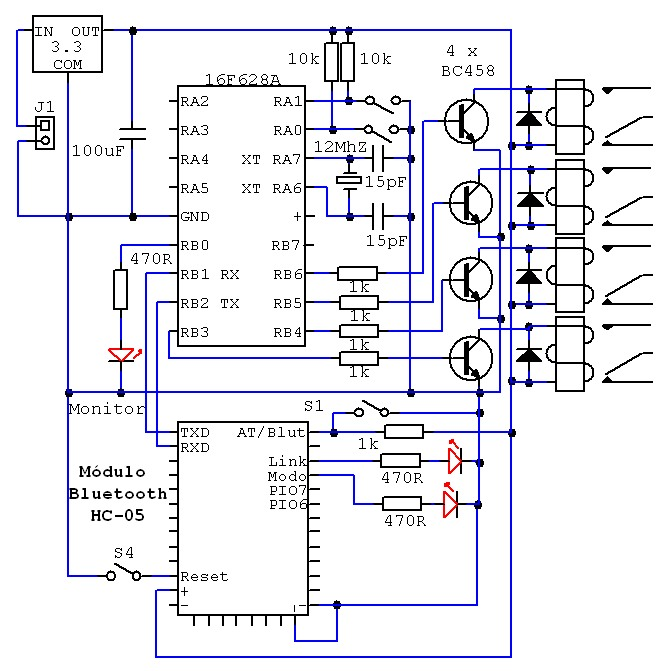 IN OUT
3.3
COM
J1
100uF
10k 10k
4 x
BC458
16F628A
RA2 RA1
RA3 RA0
12MhZ
RA4 XT RA7
15pF
RA5 XT RA6
GND +
15pF
RB0 RB7
470R
RB1 RX RB6
1k
RB2 TX RB5
1k
RB3 RB4
1k
1k
Monitor
S1
TXD AT/Blut
RXD
1k
Link
470R
Modo
PIO7
PIO6
470R
Módulo
Bluetooth
HC-05
S4
Reset
+
- -